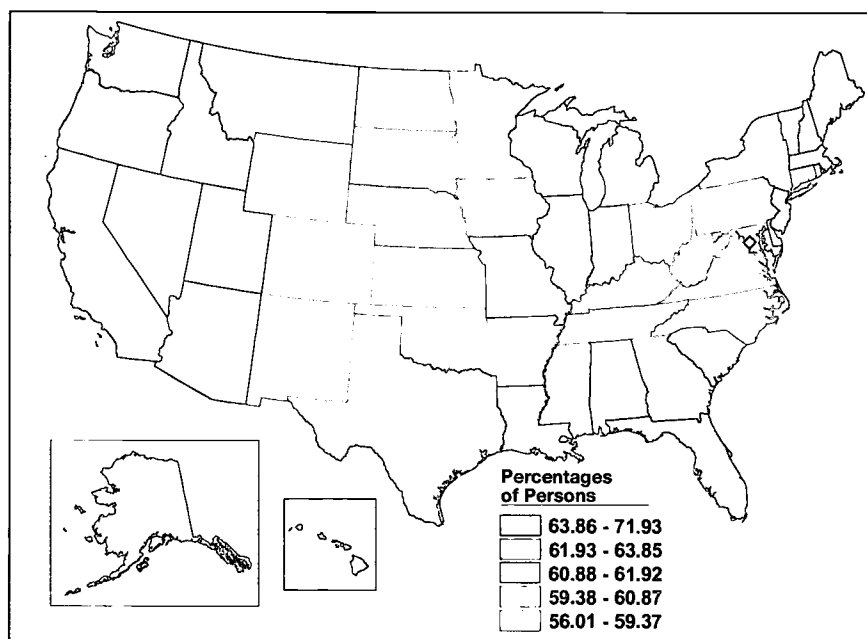 Percentages
of Persons
63.86 - 71.93
61.93 - 63.85
60.88 - 61.92
59.38 - 60.87
56.01 - 59.37